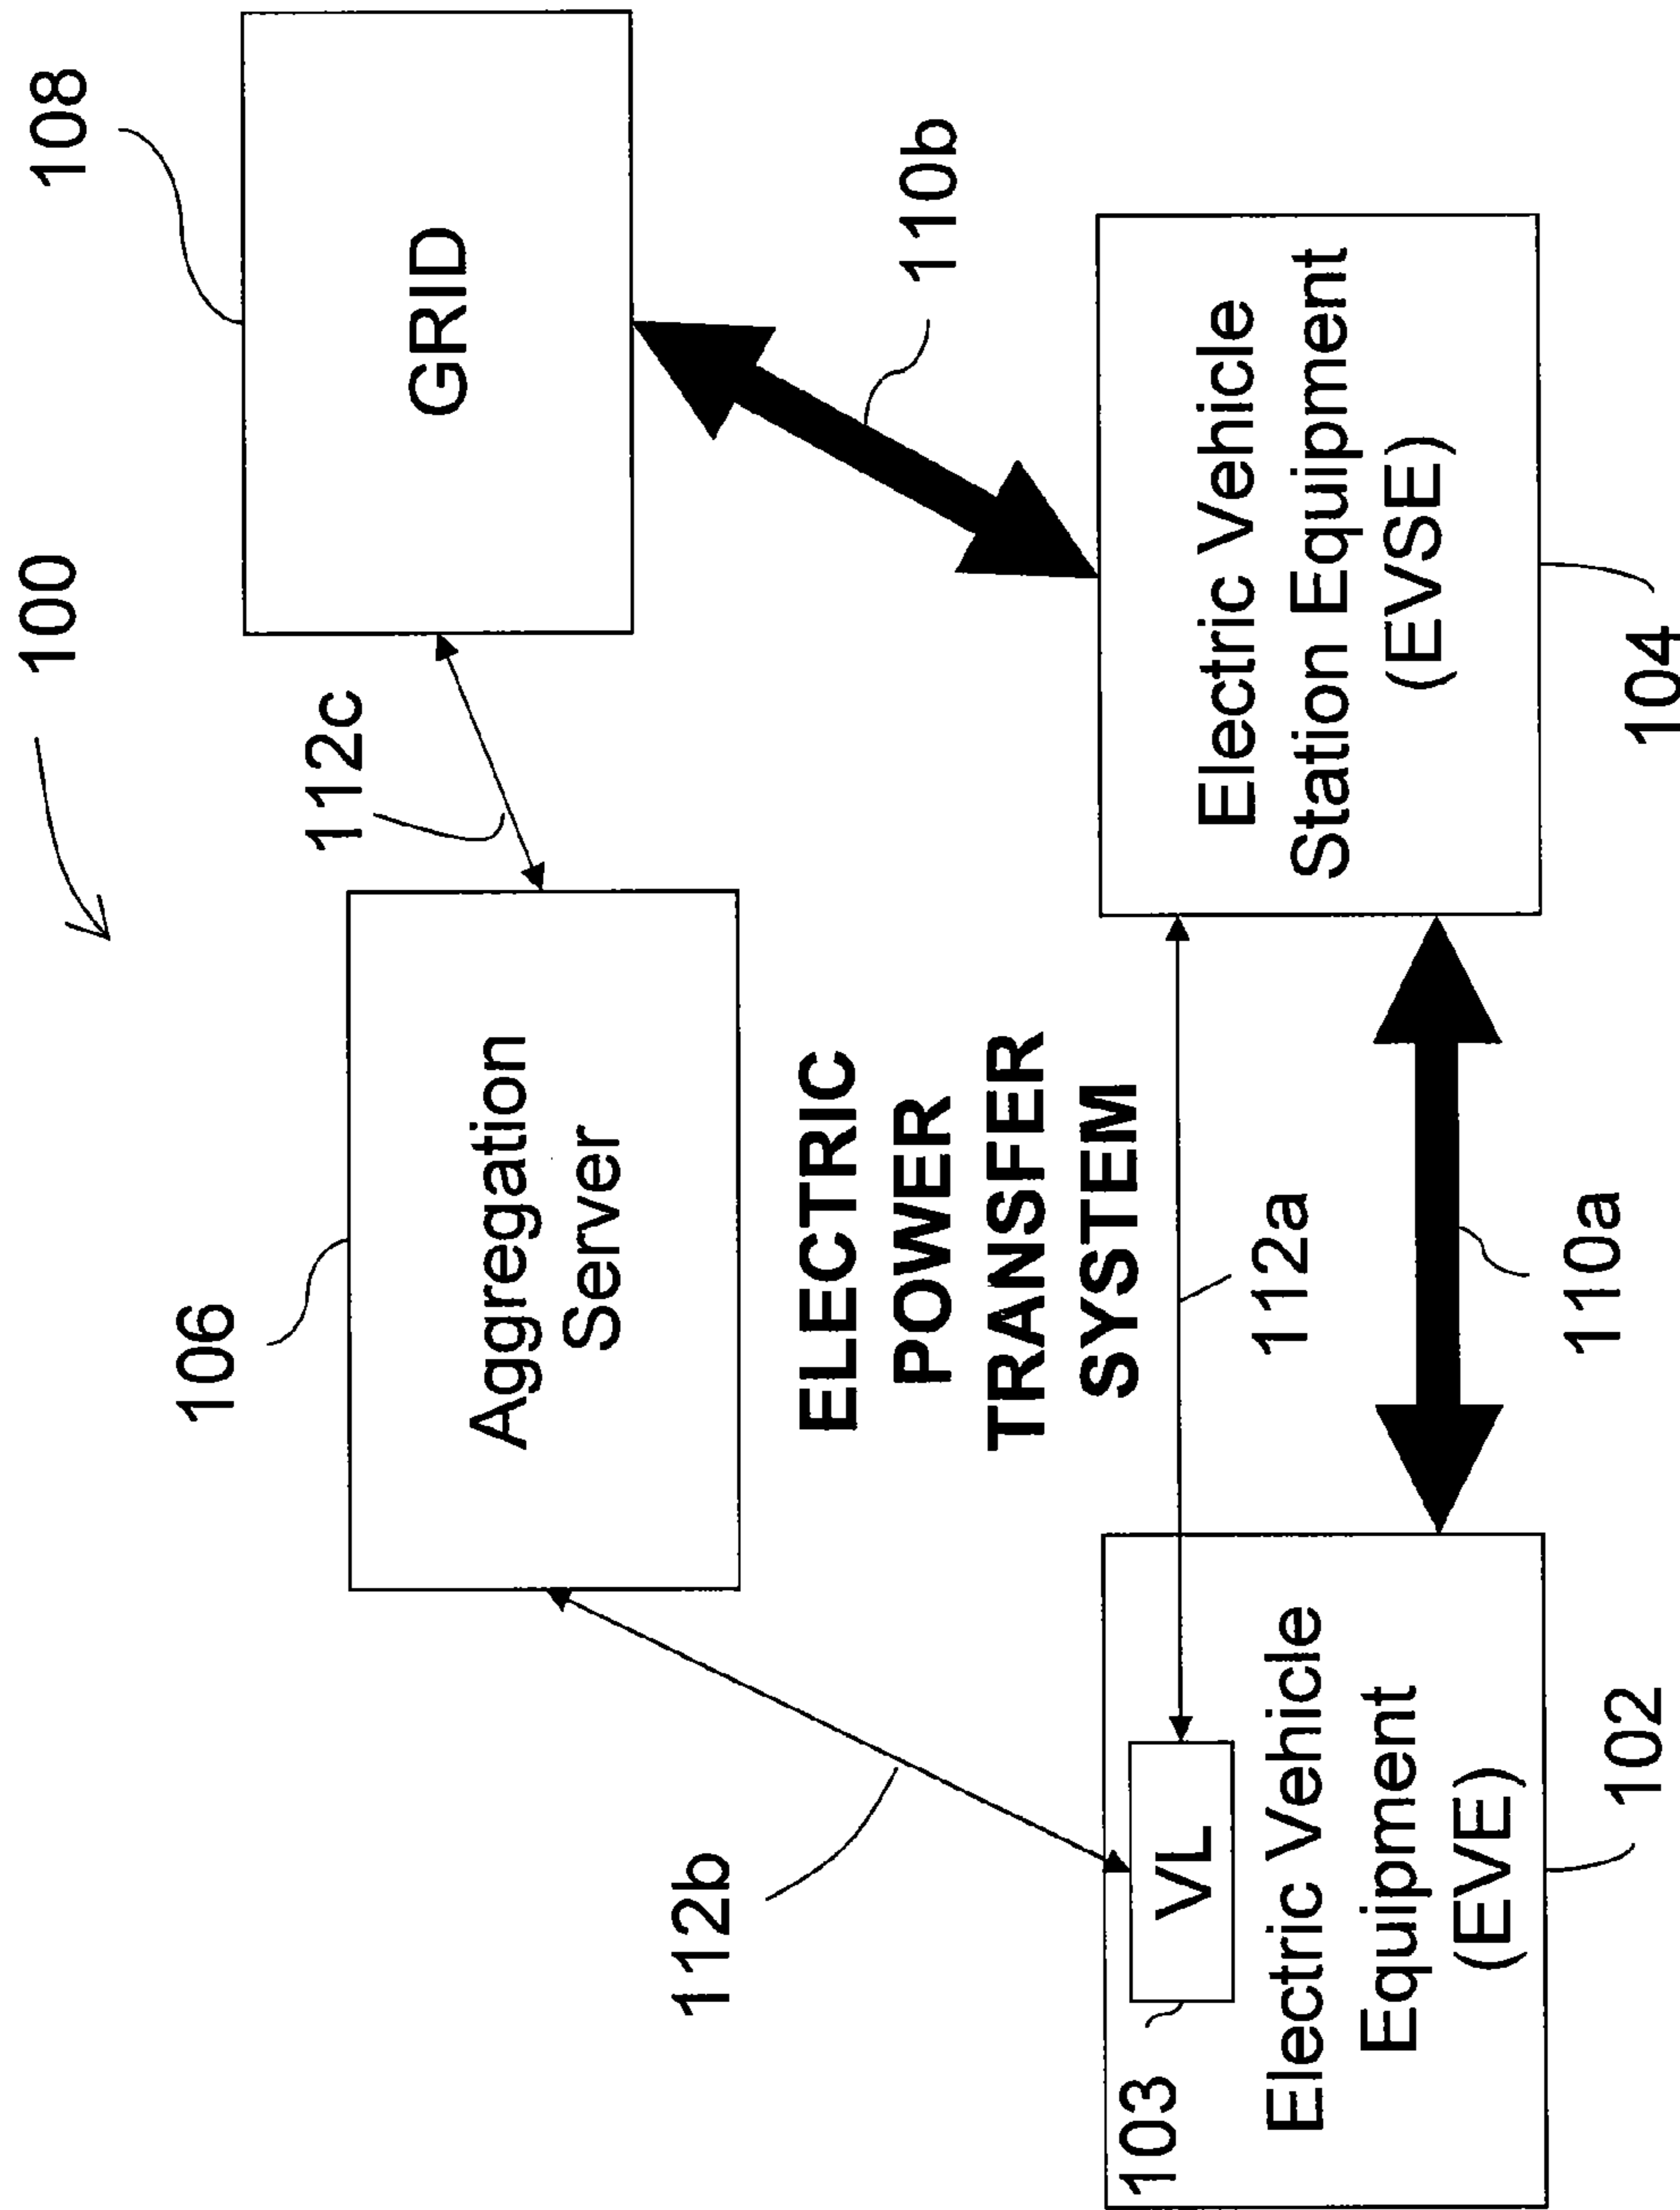 100
108
GRID
112c
106
Aggregation
Server
110b
ELECTRIC
POWER
TRANSFER
SYSTEM
112b
112a
110a
103
VL
Electric Vehicle
Equipment
(EVE)
102
Electric Vehicle
Station Equipment
(EVSE)
104